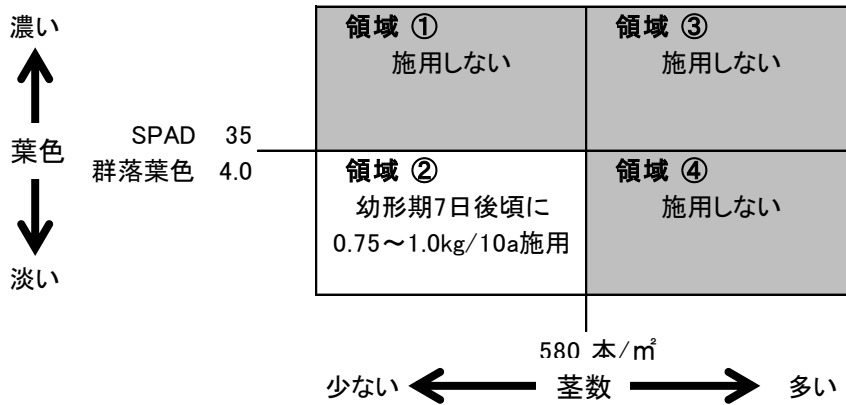 濃い
葉色
淡い
SPAD 35
群落葉色 4.0
領域 ①
施用しない
領域 ③
施用しない
領域 ②
幼形期7日後頃に
0.75～1.0kg/10a施用
領域 ④
施用しない
580 本/㎡
少ない 茎数 多い